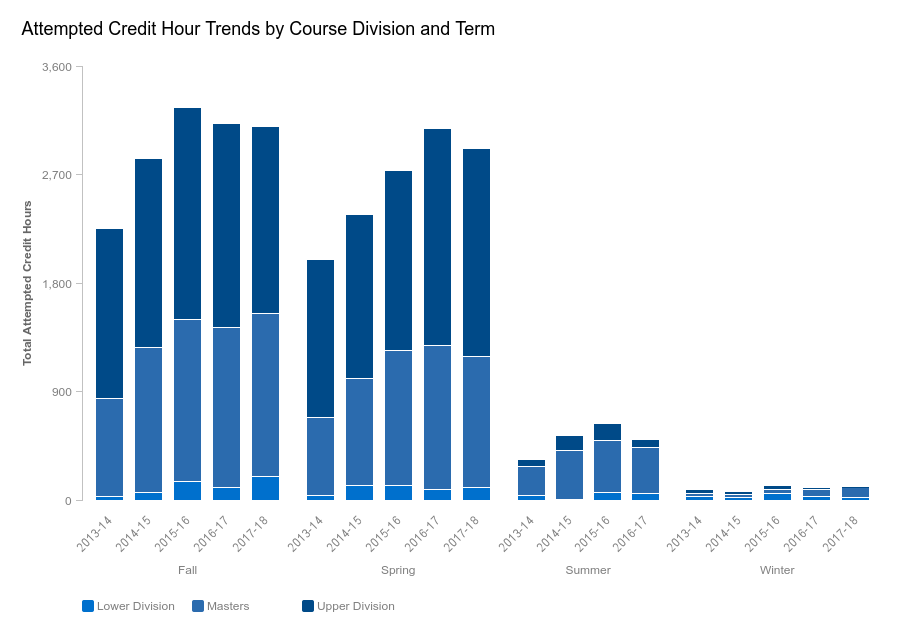 Attempted Credit Hour Trends by Course Division and Term
Total Attempted Credit Hours
3,600
2,700
1,800
900
0
2013-14 2014-15 2015-16 2016-17 2017-18 2013-14 2014-15 2015-16 2016-17 2017-18 2013-14 2014-15 2015-16 2016-17 2013-14 2014-15 2015-16 2016-17 2017-18
Fall Spring Summer Winter
Lower Division Masters Upper Division